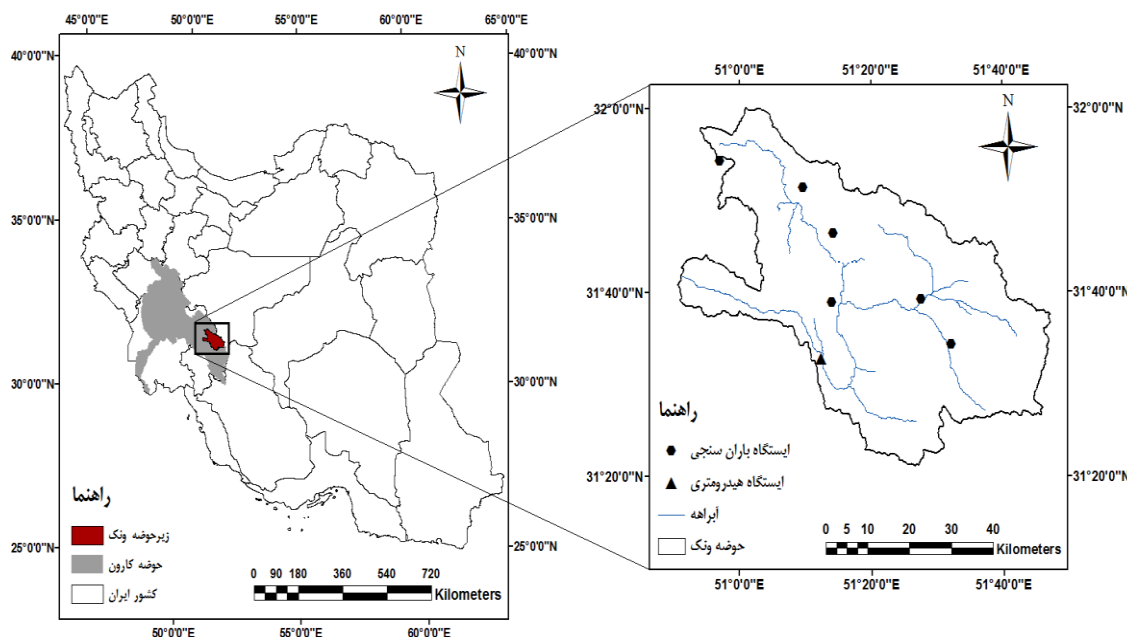 45°0'0"E 50°0'0"E 55°0'0"E 60°0'0"E 65°0'0"E
40°0'0"N 40°0'0"N
N
35°0'0"N 35°0'0"N
30°0'0"N 30°0'0"N
25°0'0"N 25°0'0"N
راهنما
زیرحوضه ونک
حوضه کارون
کشور ایران
0 90 180 360 540 720
Kilometers
50°0'0"E 55°0'0"E 60°0'0"E
51°0'0"E 51°20'0"E 51°40'0"E
32°0'0"N 32°0'0"N
N
31°40'0"N 31°40'0"N
31°20'0"N 31°20'0"N
راهنما
ایستگاه باران سنجی
ایستگاه هیدرومتری
آبراهه
حوضه ونک
0 5 10 20 30 40
Kilometers
51°0'0"E 51°20'0"E 51°40'0"E